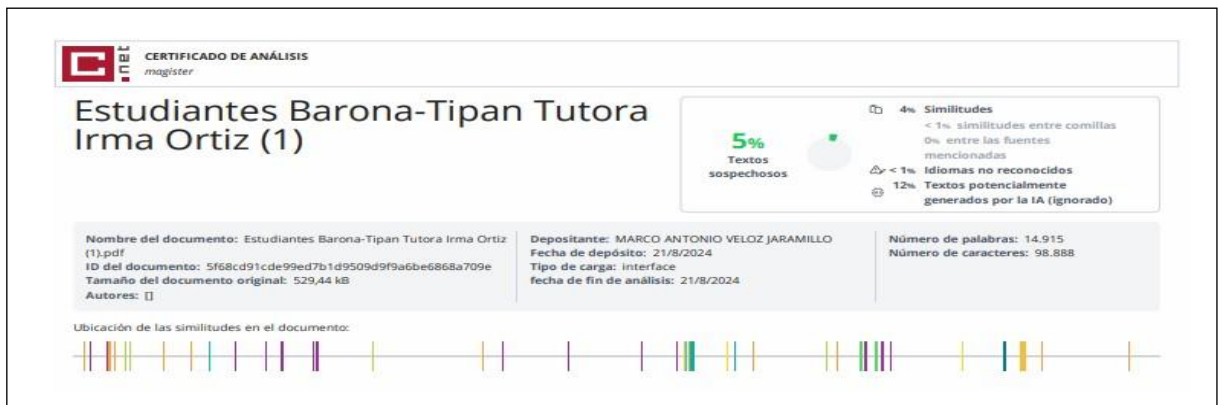 .net
CERTIFICADO DE ANÁLISIS
magister
Estudiantes Barona-Tipan Tutora
Irma Ortiz (1)
5%
Textos
sospechosos
4% Similitudes
< 1% similitudes entre comillas
0% entre las fuentes
mencionadas
< 1% Idiomas no reconocidos
12% Textos potencialmente
generados por la IA (ignorado)
Nombre del documento: Estudiantes Barona-Tipan Tutora Irma Ortiz
(1).pdf
ID del documento: 5f68cd91cde99ed7b1d9509d9f9a6be6868a709e
Tamaño del documento original: 529,44 kB
Autores: []
Depositante: MARCO ANTONIO VELOZ JARAMILLO
Fecha de depósito: 21/8/2024
Tipo de carga: interface
fecha de fin de análisis: 21/8/2024
Número de palabras: 14.915
Número de caracteres: 98.888
Ubicación de las similitudes en el documento: